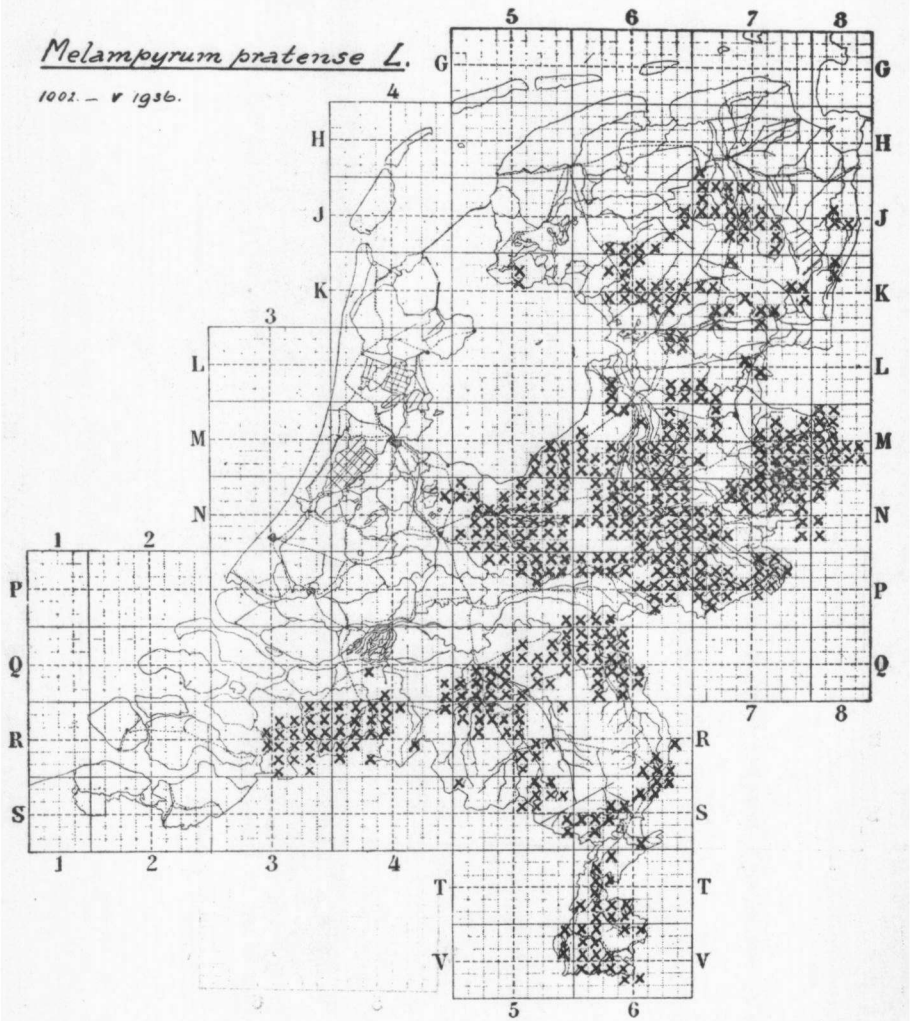 5 6 7 8
Melampyrum pratense L.
G G
1002. – v 1936.
4
H H
J J
K K
3
L L
M M
N N
1 2
P P
Q Q
7 8
R R
S S
1 2 3 4
T T
V V
5 6